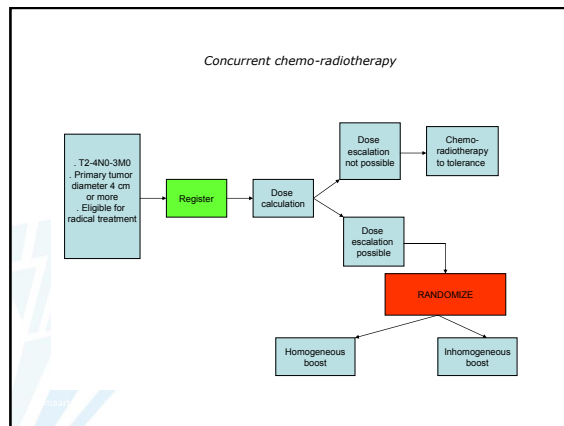 Concurrent chemo-radiotherapy
. T2-4N0-3M0
. Primary tumor
diameter 4 cm
or more
. Eligible for
radical treatment
Register
Dose
calculation
Dose
escalation
not possible
Chemo-
radiotherapy
to tolerance
Dose
escalation
possible
RANDOMIZE
Homogeneous
boost
Inhomogeneous
boost